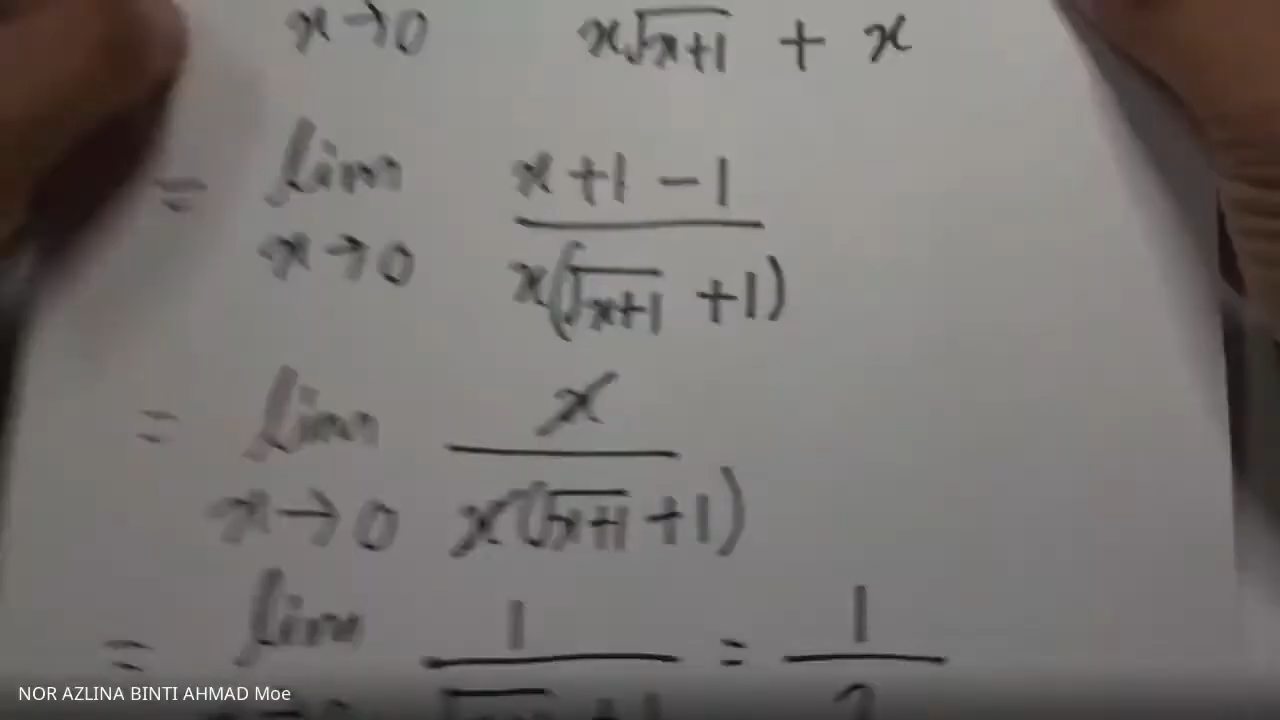 x→0 x√x+1 + x
= lim x+1-1
x→0 x(√x+1 +1)
= lim x
x→0 x(√x+1 +1)
= lim 1 = 1
NOR AZLINA BINTI AHMAD Moe